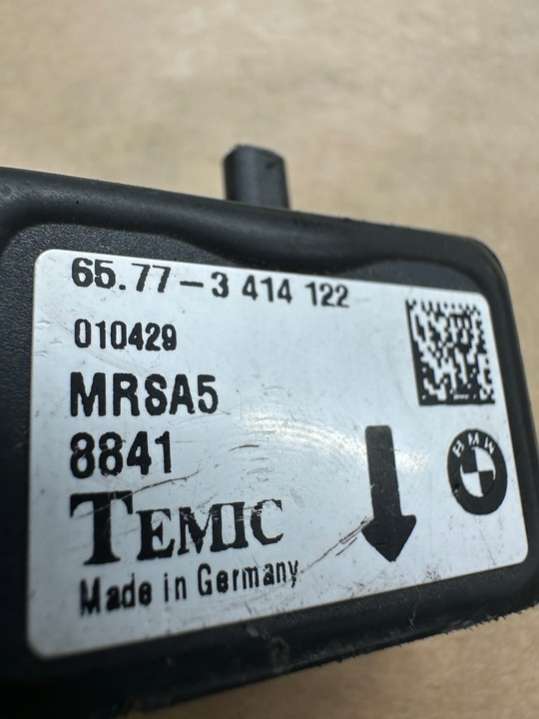 65.77-3 414 122
010429
MRSA5
8841
BMW
TEMIC
Made in Germany